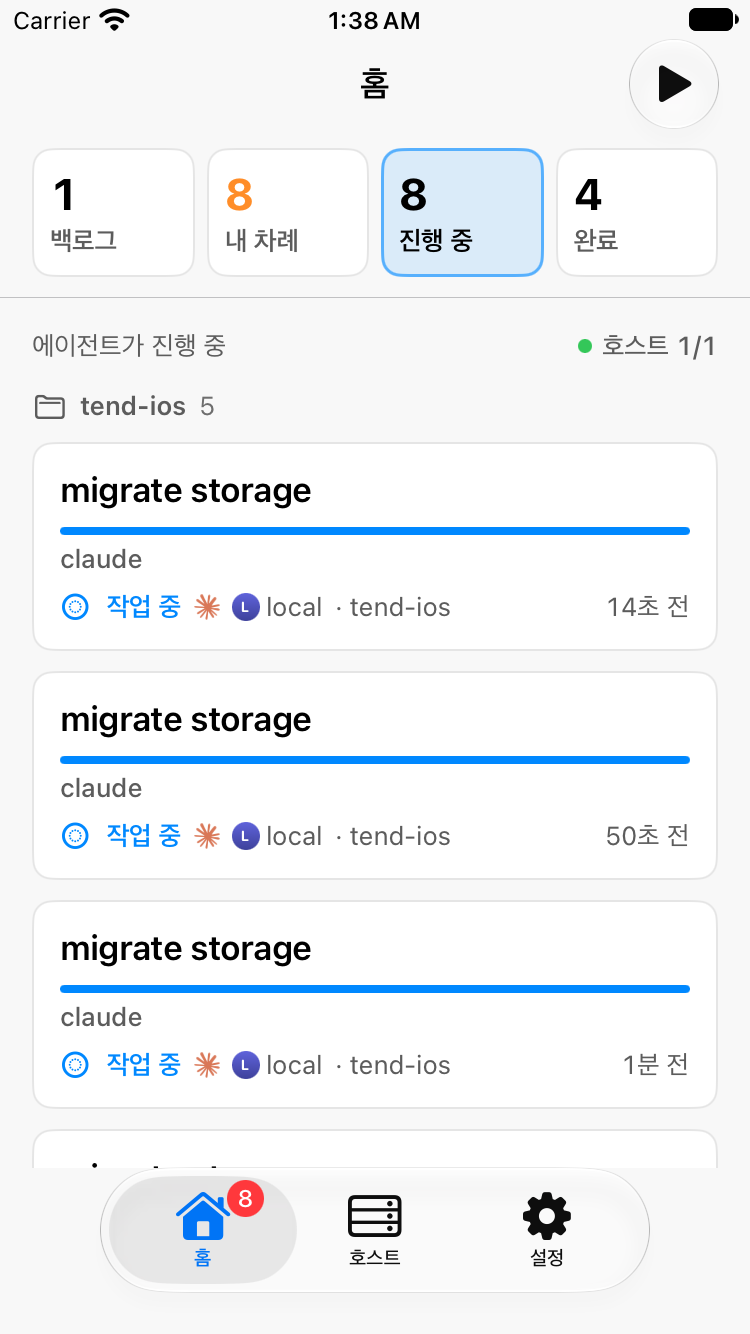 Carrier 1:38 AM
홈
1 8 8 4
백로그 내 차례 진행 중 완료
에이전트가 진행 중 호스트 1/1
tend-ios 5
migrate storage
claude
작업 중 L local · tend-ios 14초 전
migrate storage
claude
작업 중 L local · tend-ios 50초 전
migrate storage
claude
작업 중 L local · tend-ios 1분 전
8
홈 호스트 설정